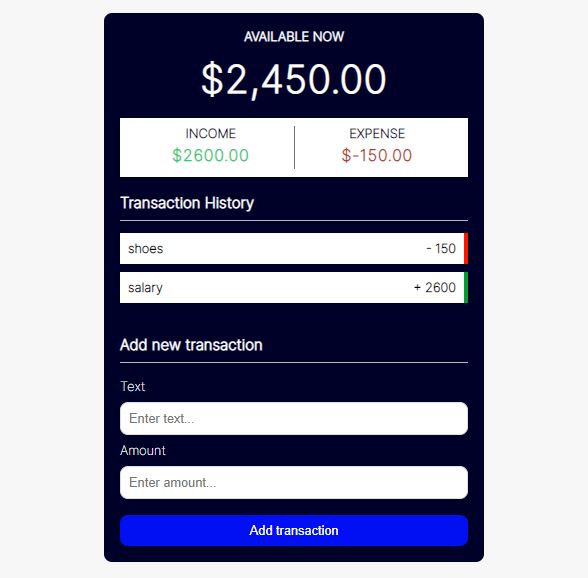 AVAILABLE NOW
$2,450.00
INCOME EXPENSE
$2600.00 $-150.00
Transaction History
shoes - 150
salary + 2600
Add new transaction
Text
Enter text...
Amount
Enter amount...
Add transaction